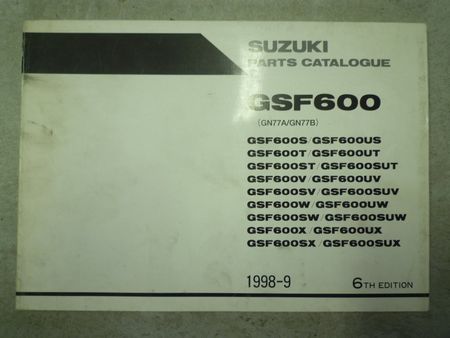 SUZUKI
PARTS CATALOGUE
GSF600
(GN77A/GN77B)
GSF600S/GSF600US
GSF600T/GSF600UT
GSF600ST/GSF600SUT
GSF600V/GSF600UV
GSF600SV/GSF600SUV
GSF600W/GSF600UW
GSF600SW/GSF600SUW
GSF600X/GSF600UX
GSF600SX/GSF600SUX
1998-9 6TH EDITION